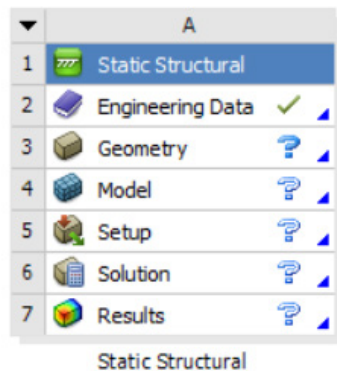 A
1 Static Structural
2 Engineering Data
3 Geometry ?
4 Model ?
5 Setup ?
6 Solution ?
7 Results ?
Static Structural